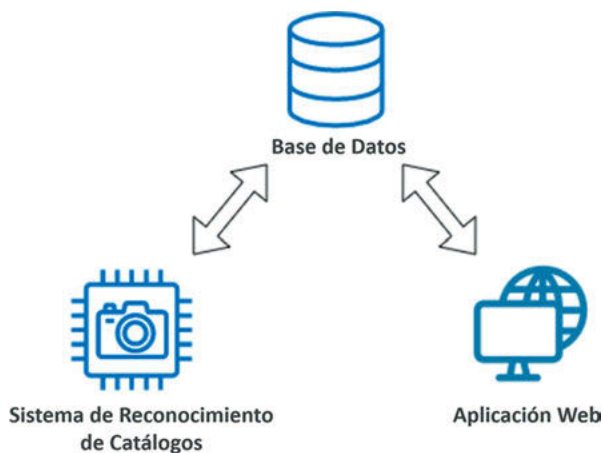 Base de Datos
Sistema de Reconocimiento
de Catálogos
Aplicación Web